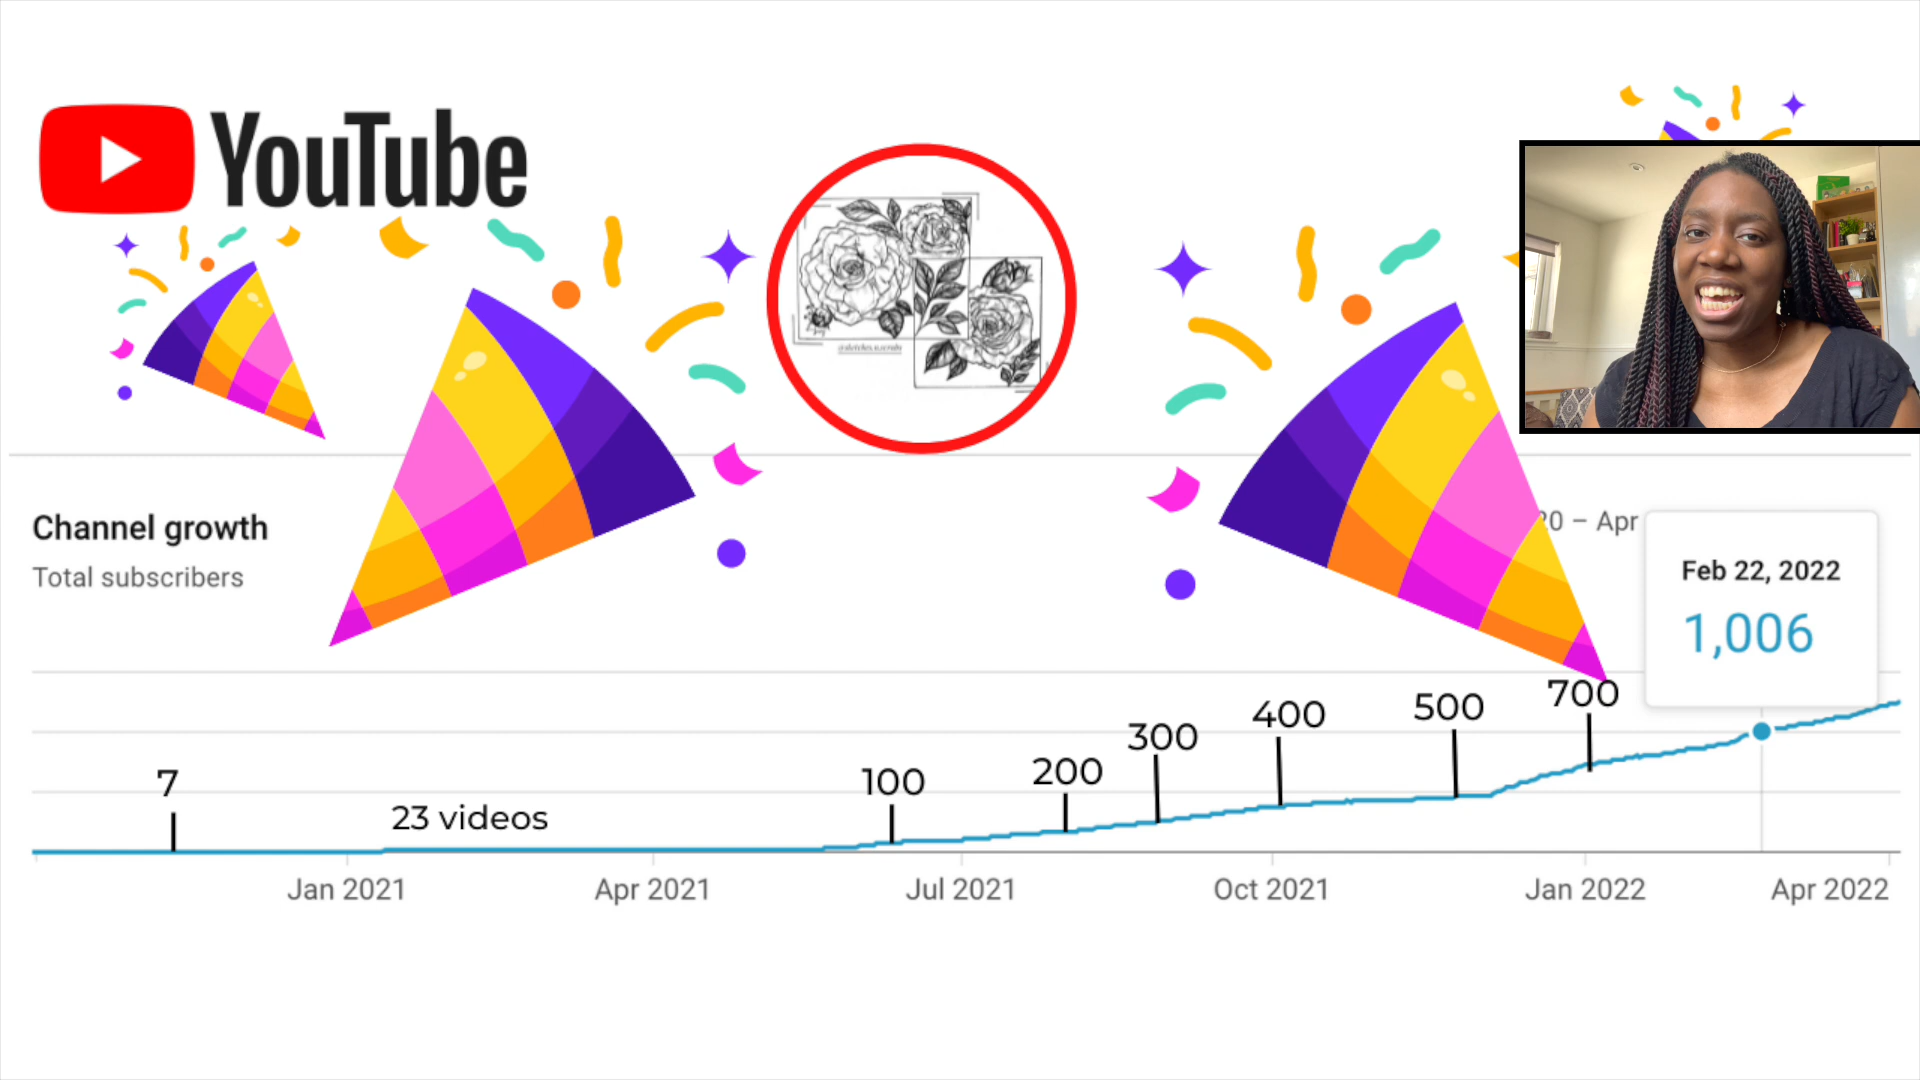 YouTube
Channel growth
Total subscribers
20 – Apr
Feb 22, 2022
1,006
7
23 videos
100
200
300
400
500
700
Jan 2021
Apr 2021
Jul 2021
Oct 2021
Jan 2022
Apr 2022